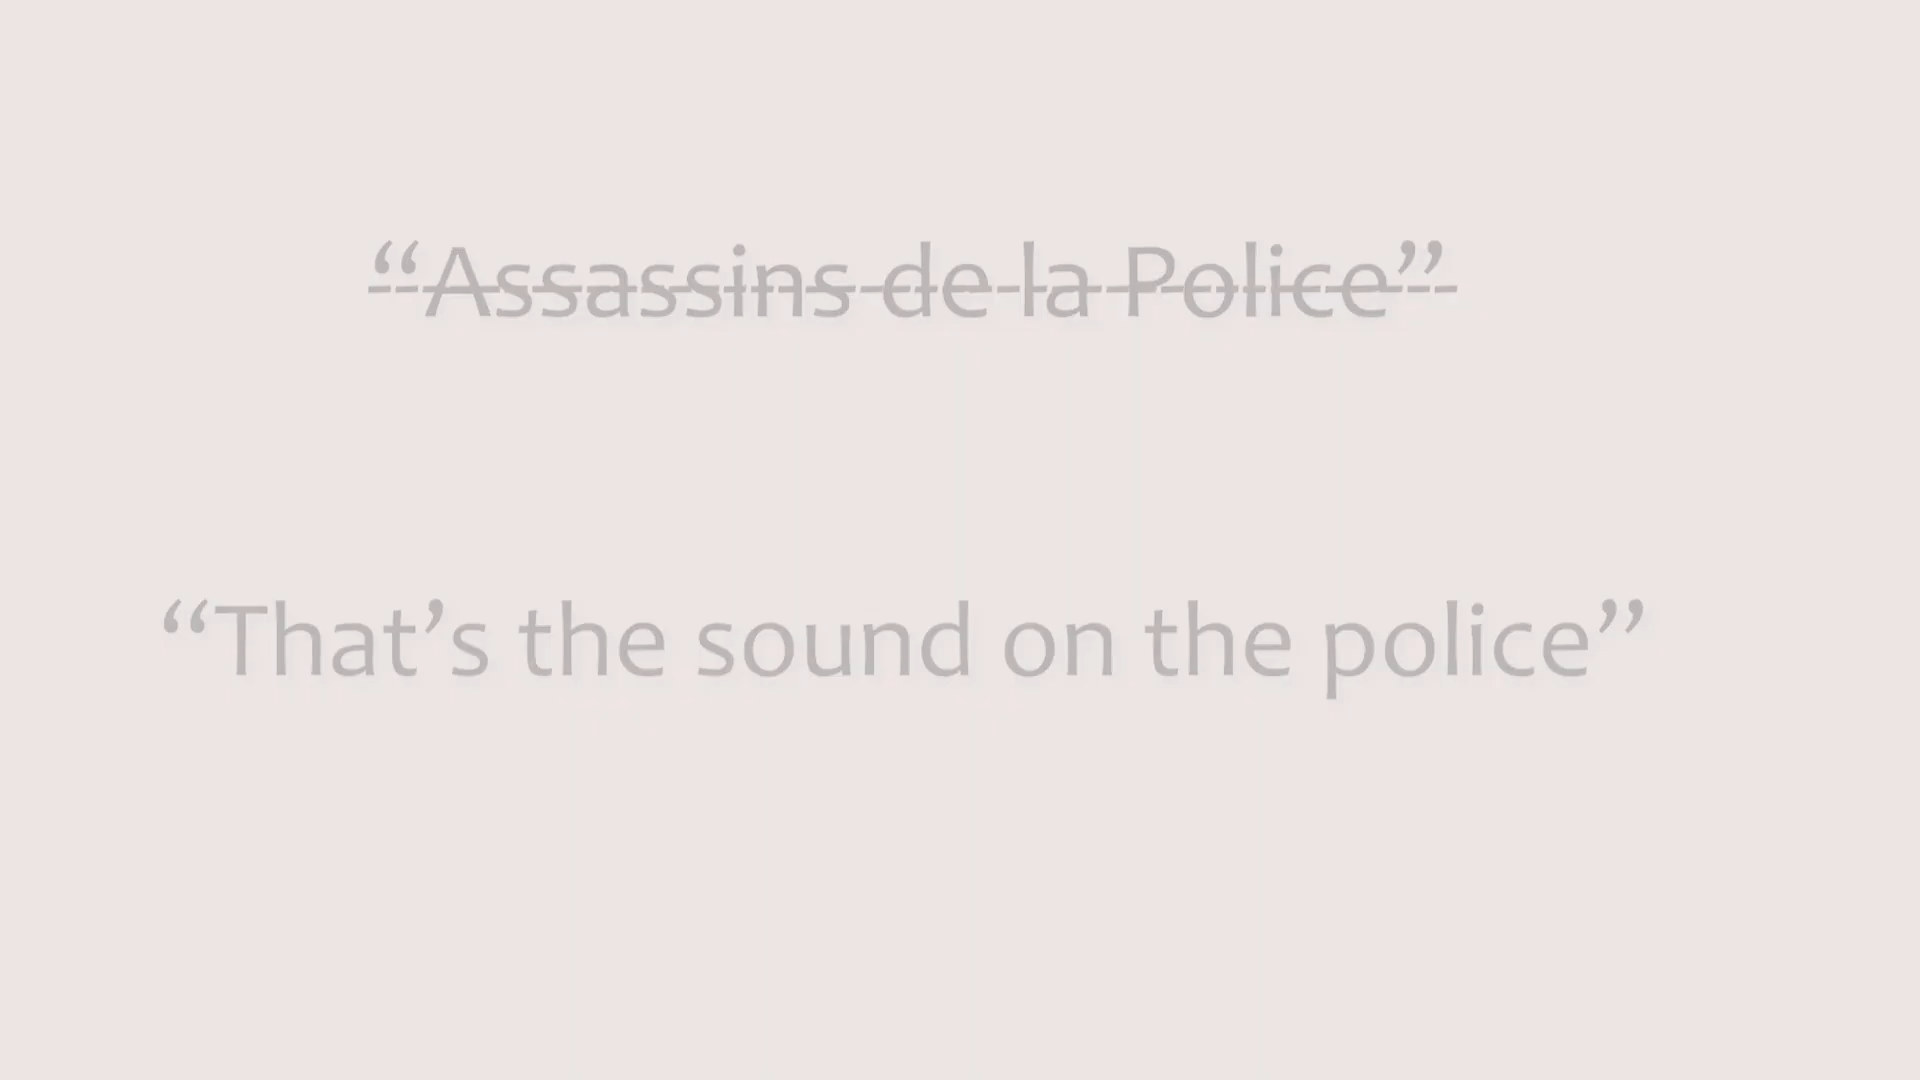 “Assassins de la Police”
“That’s the sound on the police”